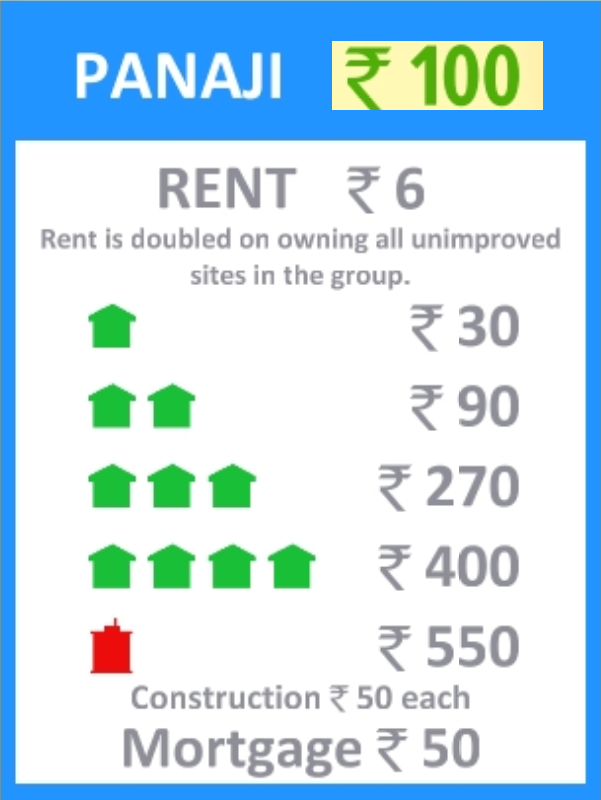 PANAJI ₹ 100
RENT ₹ 6
Rent is doubled on owning all unimproved
sites in the group.
₹ 30
₹ 90
₹ 270
₹ 400
₹ 550
Construction ₹ 50 each
Mortgage ₹ 50